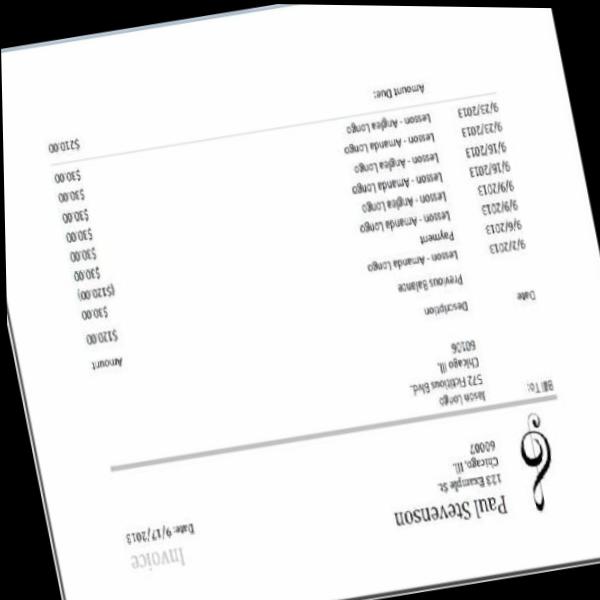 Invoice
Paul Stevenson
Date: 9/17/2013
123 Example St.
Chicago, Ill.
60007
Bill To:
Jason Longo
572 Fictitious Blvd.
Chicago Ill.
60106
Date Description Amount
Previous Balance $120.00
9/2/2013 Lesson - Amanda Longo $30.00
9/6/2013 Payment ($120.00)
9/9/2013 Lesson - Amanda Longo $30.00
9/9/2013 Lesson - Anglea Longo $30.00
9/16/2013 Lesson - Amanda Longo $30.00
9/16/2013 Lesson - Anglea Longo $30.00
9/23/2013 Lesson - Amanda Longo $30.00
9/23/2013 Lesson - Anglea Longo $30.00
Amount Due: $210.00